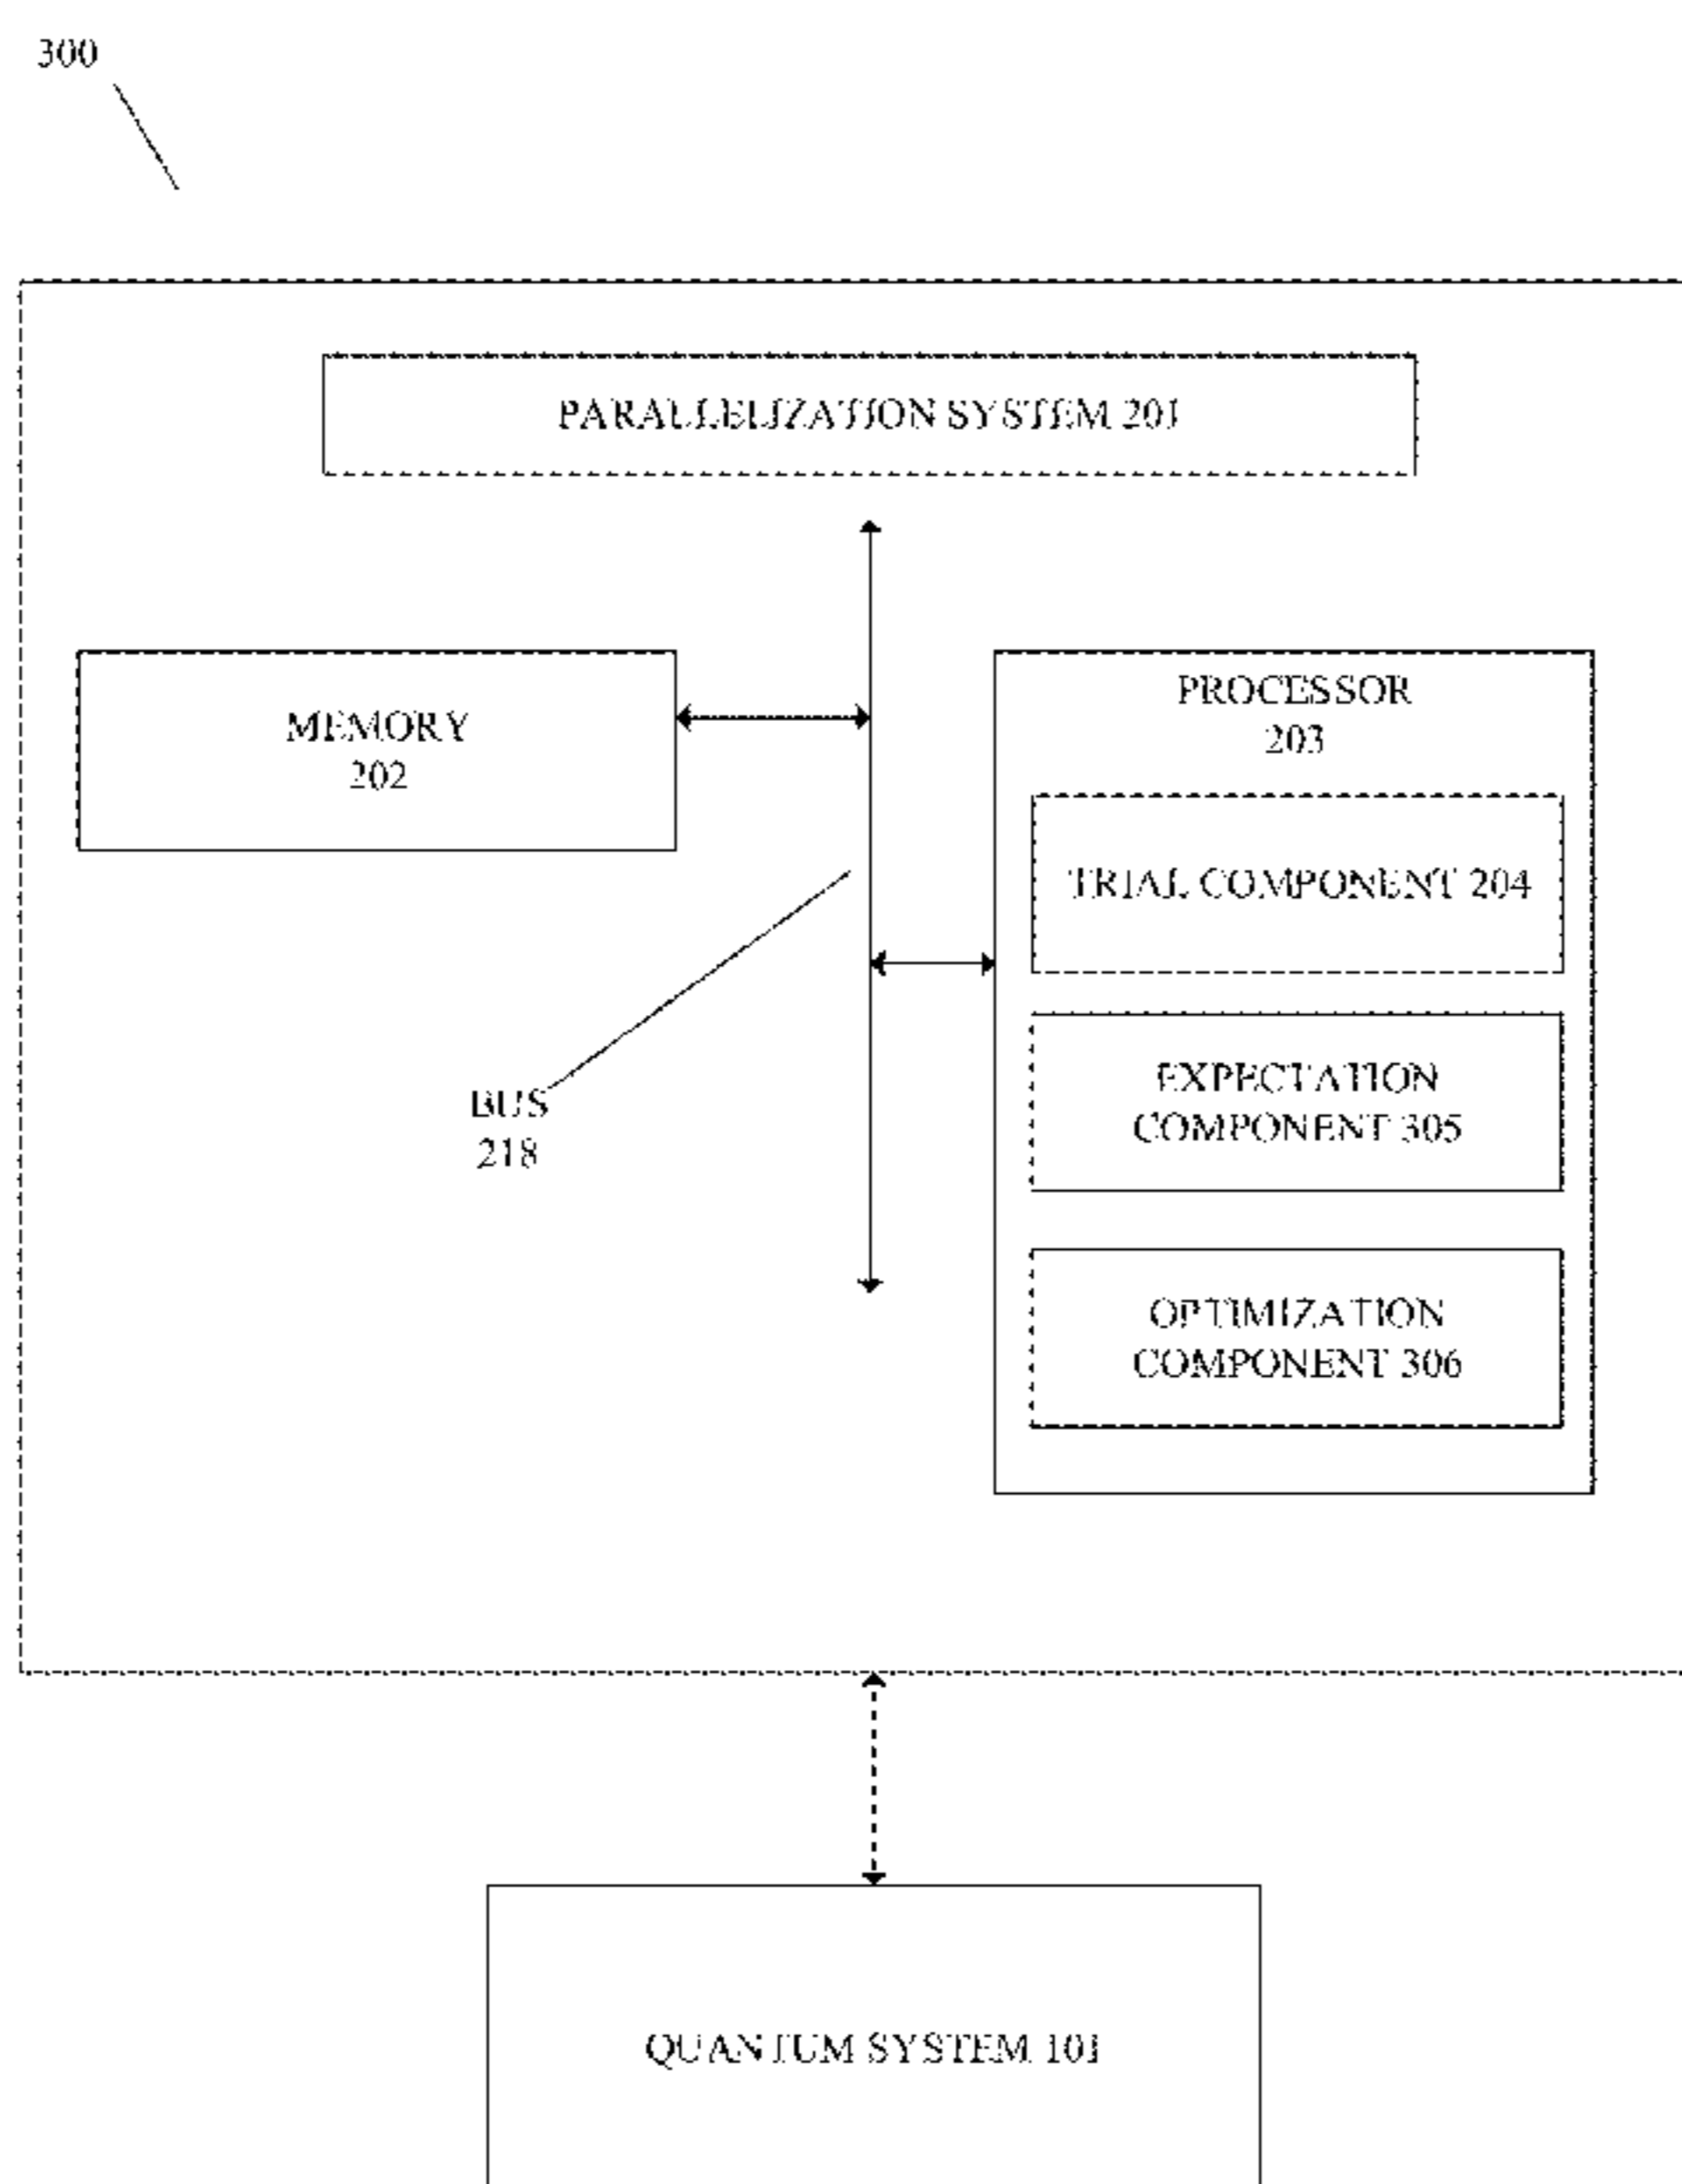 300
PARALLELIZATION SYSTEM 201
MEMORY
202
PROCESSOR
203
TRIAL COMPONENT 204
EXPECTATION
COMPONENT 305
BUS
218
OPTIMIZATION
COMPONENT 306
QUANTUM SYSTEM 101